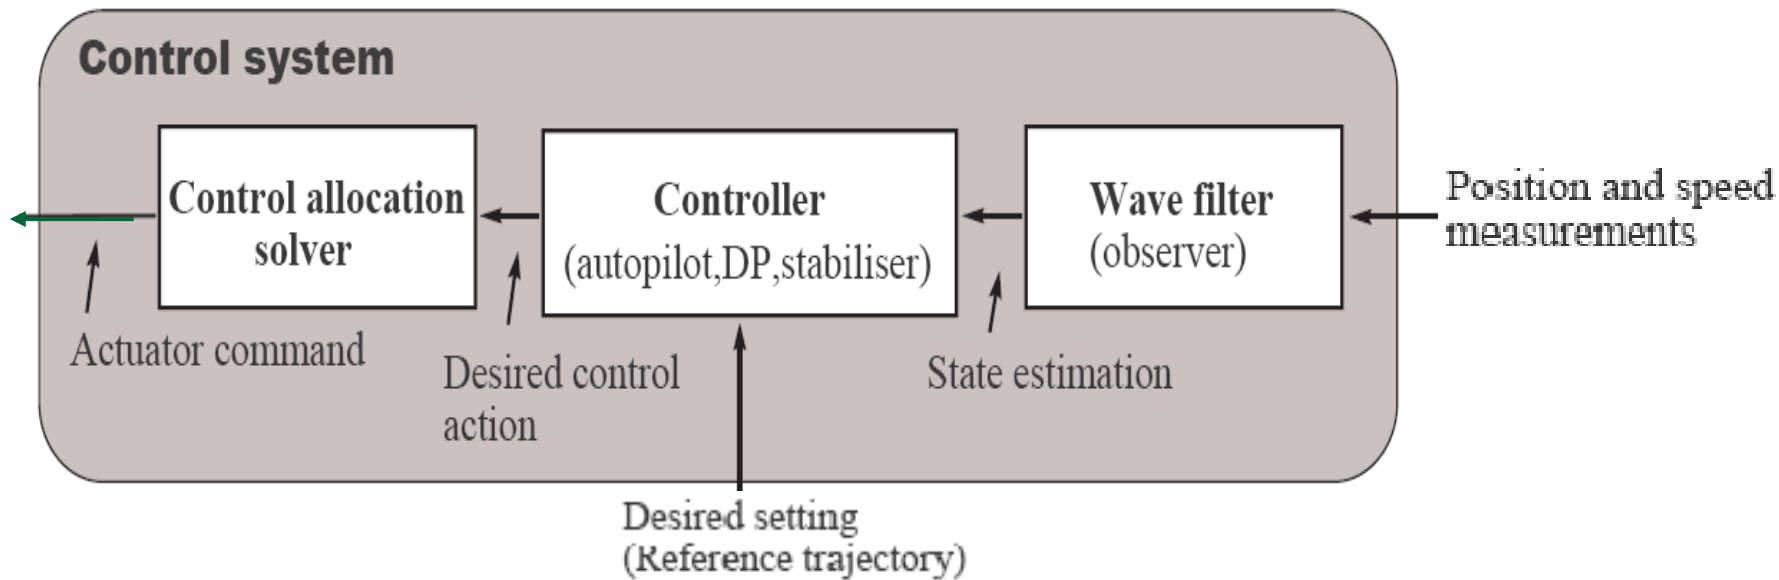 Control system
Control allocation
solver
Controller
(autopilot,DP,stabiliser)
Wave filter
(observer)
Position and speed
measurements
Actuator command
Desired control
action
State estimation
Desired setting
(Reference trajectory)